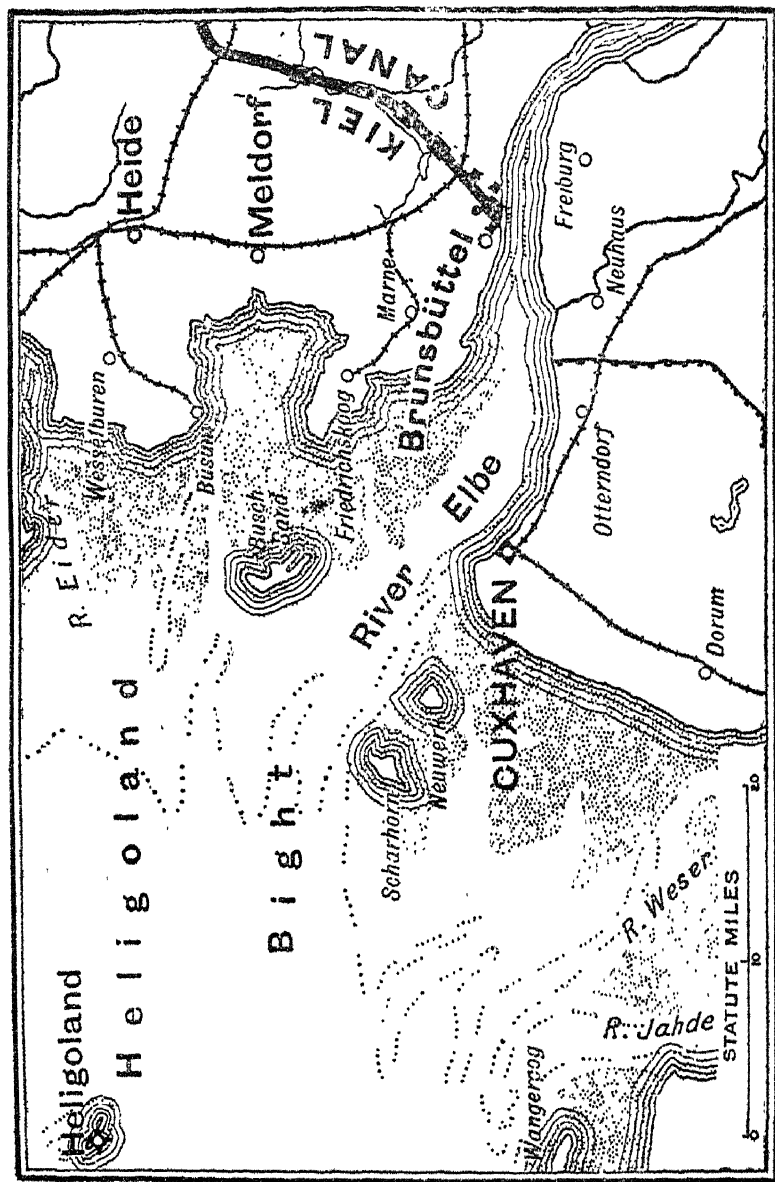 Heligoland
Heligoland
Bight
R. Eider
Wesselburen
Heide
Büsum
Meldorf
Busch
Sand
Friedrichskoog
Marne
KIEL
CANAL
Brunsbüttel
River Elbe
Scharhorn
Neuwerk
CUXHAVEN
Freiburg
Neuhaus
Otterndorf
Dorum
Wangeroog
R. Jahde
R. Weser
STATUTE MILES
0
10
20